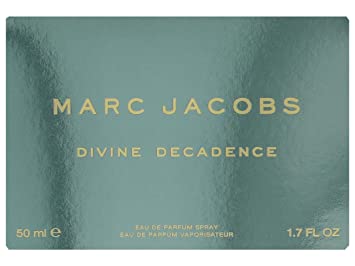 MARC JACOBS
DIVINE DECADENCE
50 ml e
EAU DE PARFUM SPRAY
EAU DE PARFUM VAPORISATEUR
1.7 FL OZ